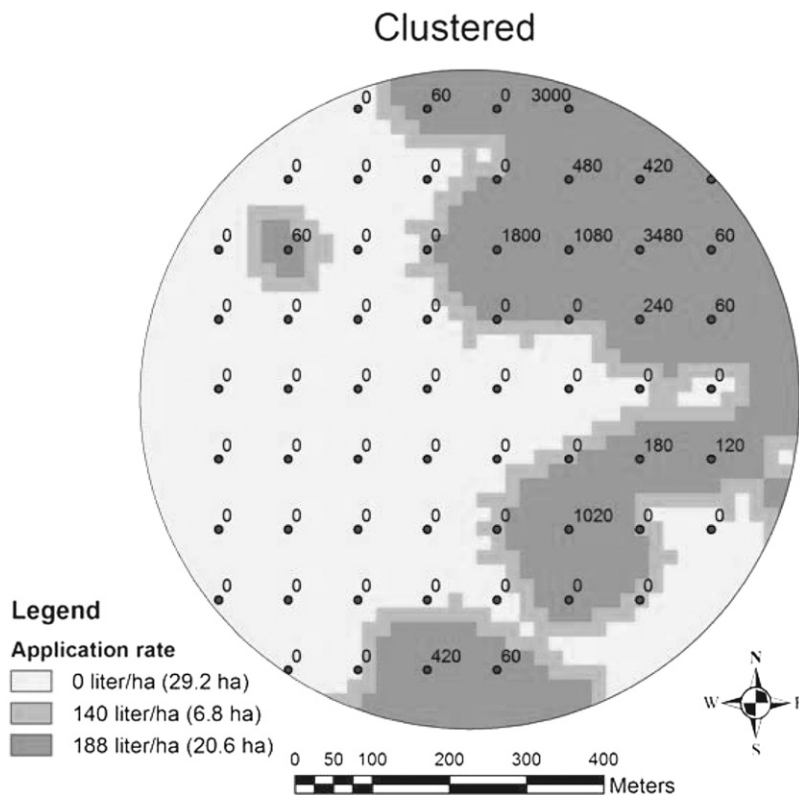 Clustered
0 60 0 3000
0 0 0 0 480 420
0 60 0 0 1800 1080 3480 60
0 0 0 0 0 0 240 60
0 0 0 0 0 0 0 0
0 0 0 0 0 0 180 120
0 0 0 0 0 1020 0 0
0 0 0 0 0 0 0
0 0 420 60
Legend
Application rate
0 liter/ha (29.2 ha)
140 liter/ha (6.8 ha)
188 liter/ha (20.6 ha)
N
W
S
0 50 100 200 300 400
Meters